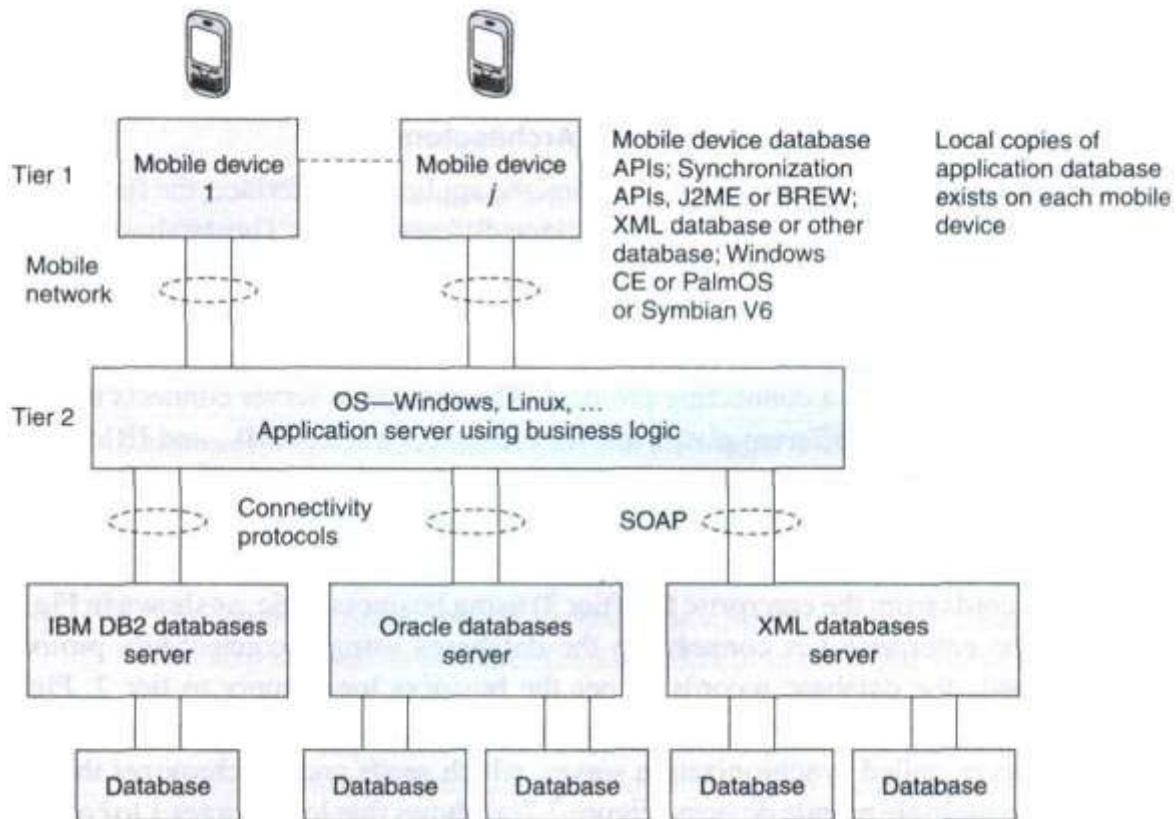 Mobile device
1
Mobile device
i
Tier 1
Mobile device database
APIs; Synchronization
APIs, J2ME or BREW;
XML database or other
database; Windows
CE or PalmOS
or Symbian V6
Local copies of
application database
exists on each mobile
device
Mobile
network
Tier 2
OS—Windows, Linux, ...
Application server using business logic
Connectivity
protocols
SOAP
IBM DB2 databases
server
Oracle databases
server
XML databases
server
Database
Database
Database
Database
Database